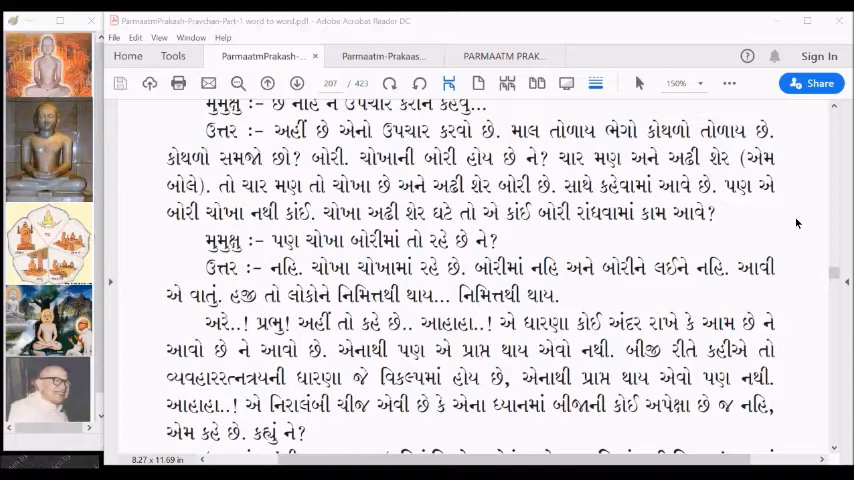 ParmaatmPrakash-Pravchan-Part-1 word to word.pdf - Adobe Acrobat Reader DC
File Edit View Window Help
Home Tools ParmaatmPrakash-... × Parmaatm-Prakaas... PARMAATM PRAK... Sign In
207 / 423 150% Share
મુમુક્ષુ :- છે નહિ ને ઉપચાર કરીને કહેવું...
ઉત્તર :- અહીં છે એનો ઉપચાર કરવો છે. માલ તોળાય ભેગો કોથળો તોળાય છે.
કોથળો સમજો છો? બોરી. ચોખાની બોરી હોય છે ને? ચાર મણ અને અઢી શેર (એમ
બોલે). તો ચાર મણ તો ચોખા છે અને અઢી શેર બોરી છે. સાથે કહેવામાં આવે છે. પણ એ
બોરી ચોખા નથી કાંઈ. ચોખા અઢી શેર ઘટે તો એ કાંઈ બોરી રાંધવામાં કામ આવે?
મુમુક્ષુ :- પણ ચોખા બોરીમાં તો રહે છે ને?
ઉત્તર :- નહિ. ચોખા ચોખામાં રહે છે. બોરીમાં નહિ અને બોરીને લઈને નહિ. આવી
એ વાતું. હજી તો લોકોને નિમિત્તથી થાય... નિમિત્તથી થાય.
અરે..! પ્રભુ! અહીં તો કહે છે.. આહાહા..! એ ધારણા કોઈ અંદર રાખે કે આમ છે ને
આવો છે ને આવો છે. એનાથી પણ એ પ્રાપ્ત થાય એવો નથી. બીજી રીતે કહીએ તો
વ્યવહારરત્નત્રયની ધારણા જે વિકલ્પમાં હોય છે, એનાથી પ્રાપ્ત થાય એવો પણ નથી.
આહાહા..! એ નિરાલંબી ચીજ એવી છે કે એના ધ્યાનમાં બીજાની કોઈ અપેક્ષા છે જ નહિ,
એમ કહે છે. કહ્યું ને?
8.27 x 11.69 in